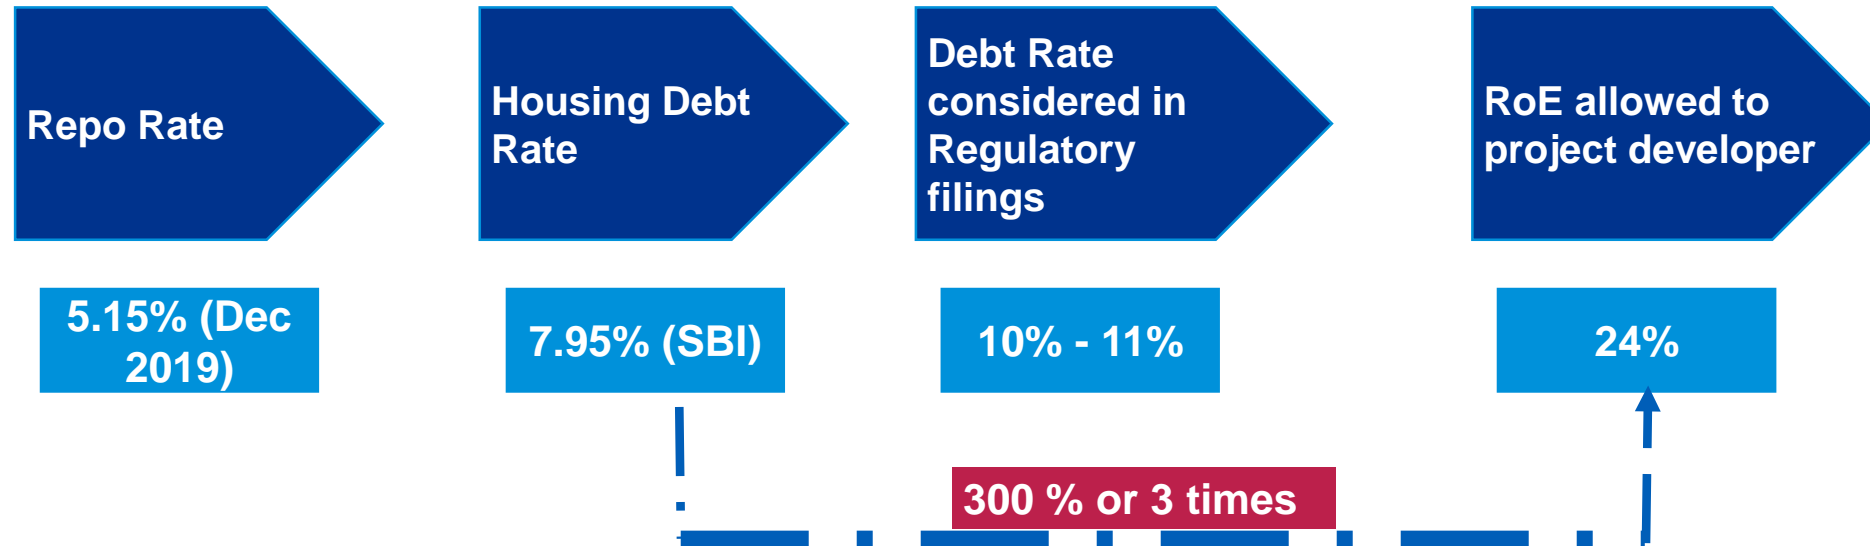 Repo Rate
Housing Debt
Rate
Debt Rate
considered in
Regulatory
filings
RoE allowed to
project developer
5.15% (Dec
2019)
7.95% (SBI)
10% - 11%
24%
300 % or 3 times